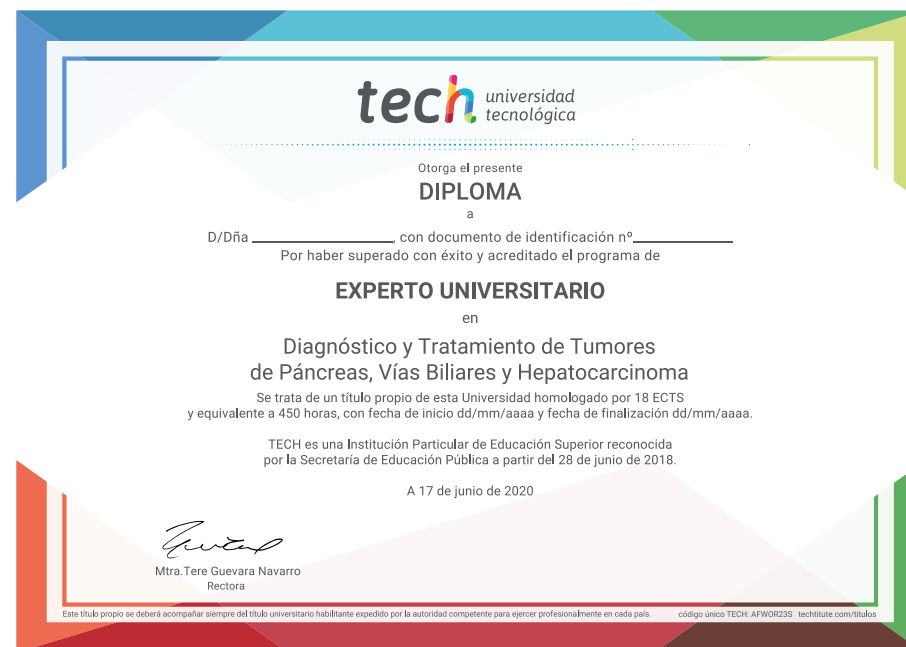 tech universidad
tecnológica
Otorga el presente
DIPLOMA
a
D/Dña ____________________, con documento de identificación nº______________
Por haber superado con éxito y acreditado el programa de
EXPERTO UNIVERSITARIO
en
Diagnóstico y Tratamiento de Tumores
de Páncreas, Vías Biliares y Hepatocarcinoma
Se trata de un título propio de esta Universidad homologado por 18 ECTS
y equivalente a 450 horas, con fecha de inicio dd/mm/aaaa y fecha de finalización dd/mm/aaaa.
TECH es una Institución Particular de Educación Superior reconocida
por la Secretaría de Educación Pública a partir del 28 de junio de 2018.
A 17 de junio de 2020
Mtra.Tere Guevara Navarro
Rectora
Este título propio se deberá acompañar siempre del título universitario habilitante expedido por la autoridad competente para ejercer profesionalmente en cada país. código único TECH: AFWOR23S techtitute.com/titulos